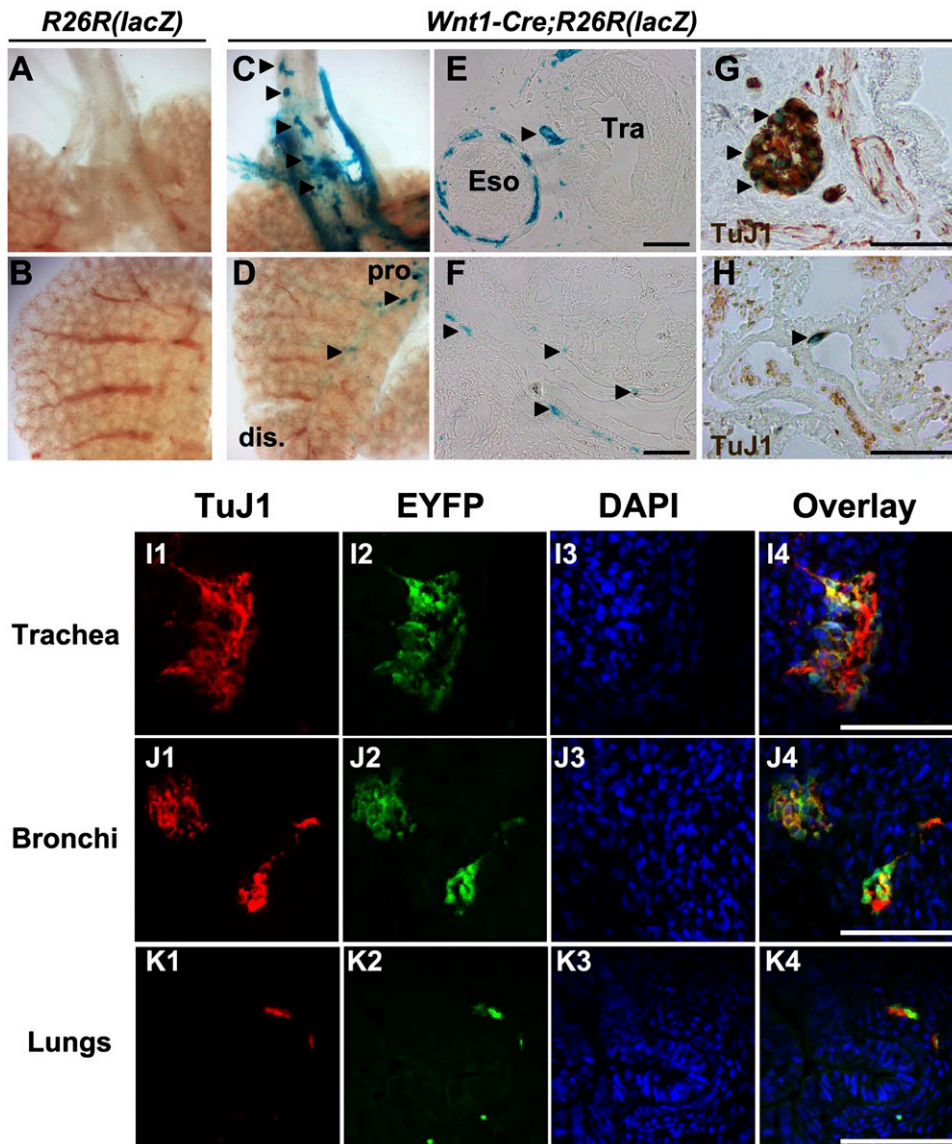 R26R(lacZ)
Wnt1-Cre;R26R(lacZ)
A
C
E
Eso
Tra
G
TuJ1
B
D
pro.
dis.
F
H
TuJ1
TuJ1
EYFP
DAPI
Overlay
Trachea
I1
I2
I3
I4
Bronchi
J1
J2
J3
J4
Lungs
K1
K2
K3
K4